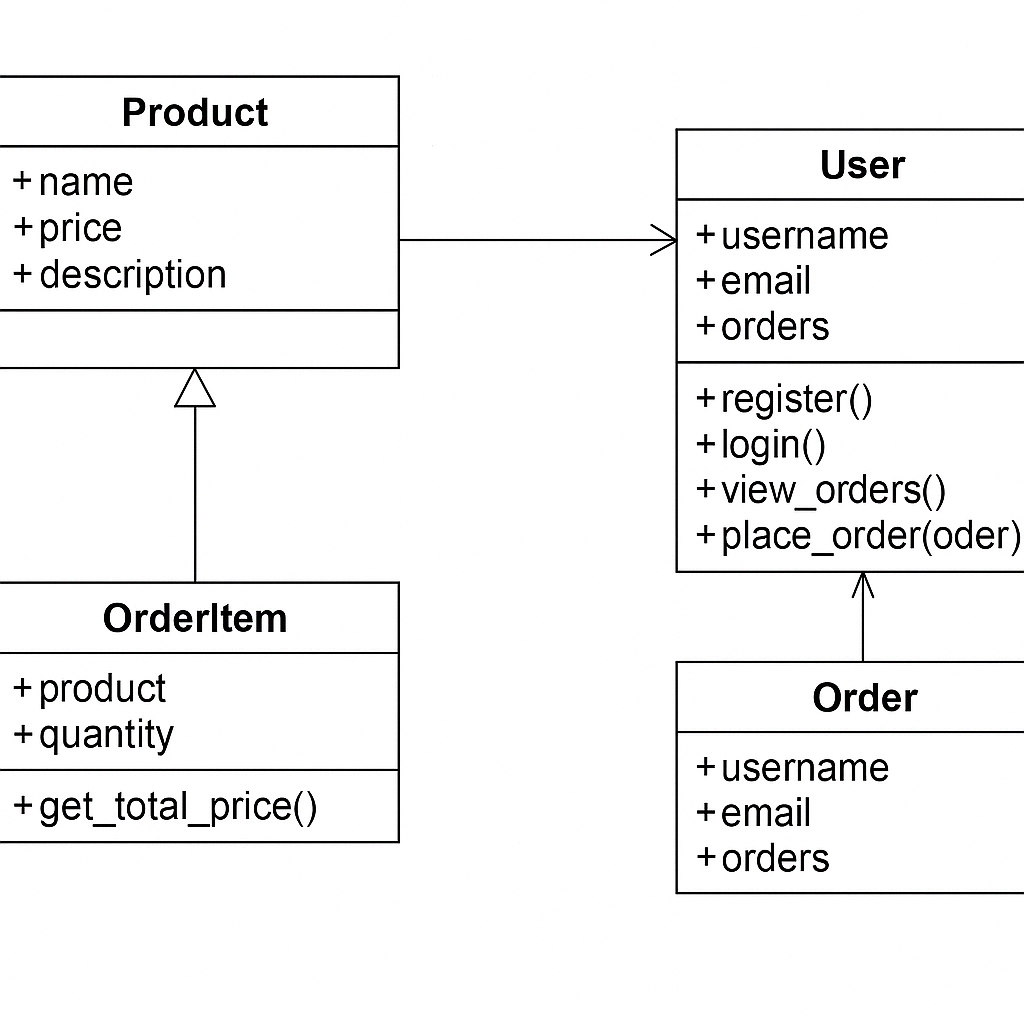 Product
+ name
+ price
+ description
User
+ username
+ email
+ orders
+ register()
+ login()
+ view_orders()
+ place_order(oder)
OrderItem
+ product
+ quantity
+ get_total_price()
Order
+ username
+ email
+ orders